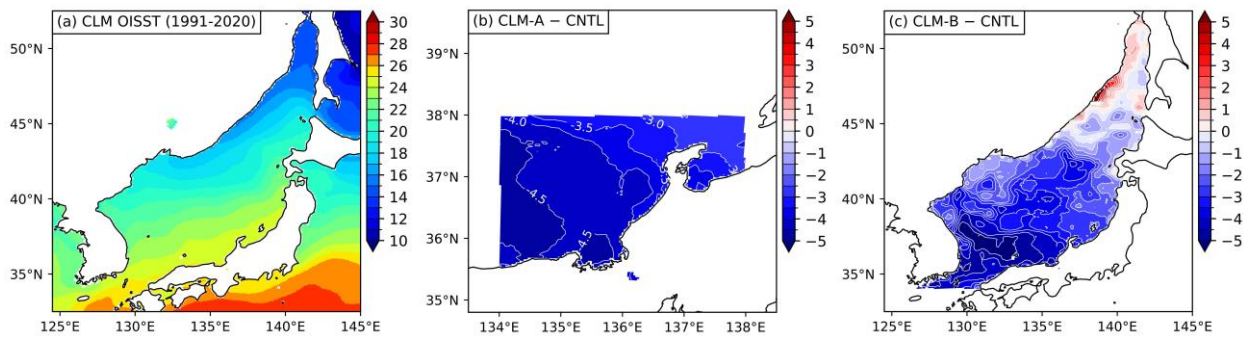 (a) CLM OISST (1991-2020)
50°N
45°N
40°N
35°N
125°E 130°E 135°E 140°E 145°E
30
28
26
24
22
20
18
16
14
12
10
(b) CLM-A − CNTL
39°N
38°N
37°N
36°N
35°N
134°E 135°E 136°E 137°E 138°E
-4.0
-3.5
-3.0
-4.5
-4.5
5
4
3
2
1
0
−1
−2
−3
−4
−5
(c) CLM-B − CNTL
50°N
45°N
40°N
35°N
125°E 130°E 135°E 140°E 145°E
5
4
3
2
1
0
−1
−2
−3
−4
−5